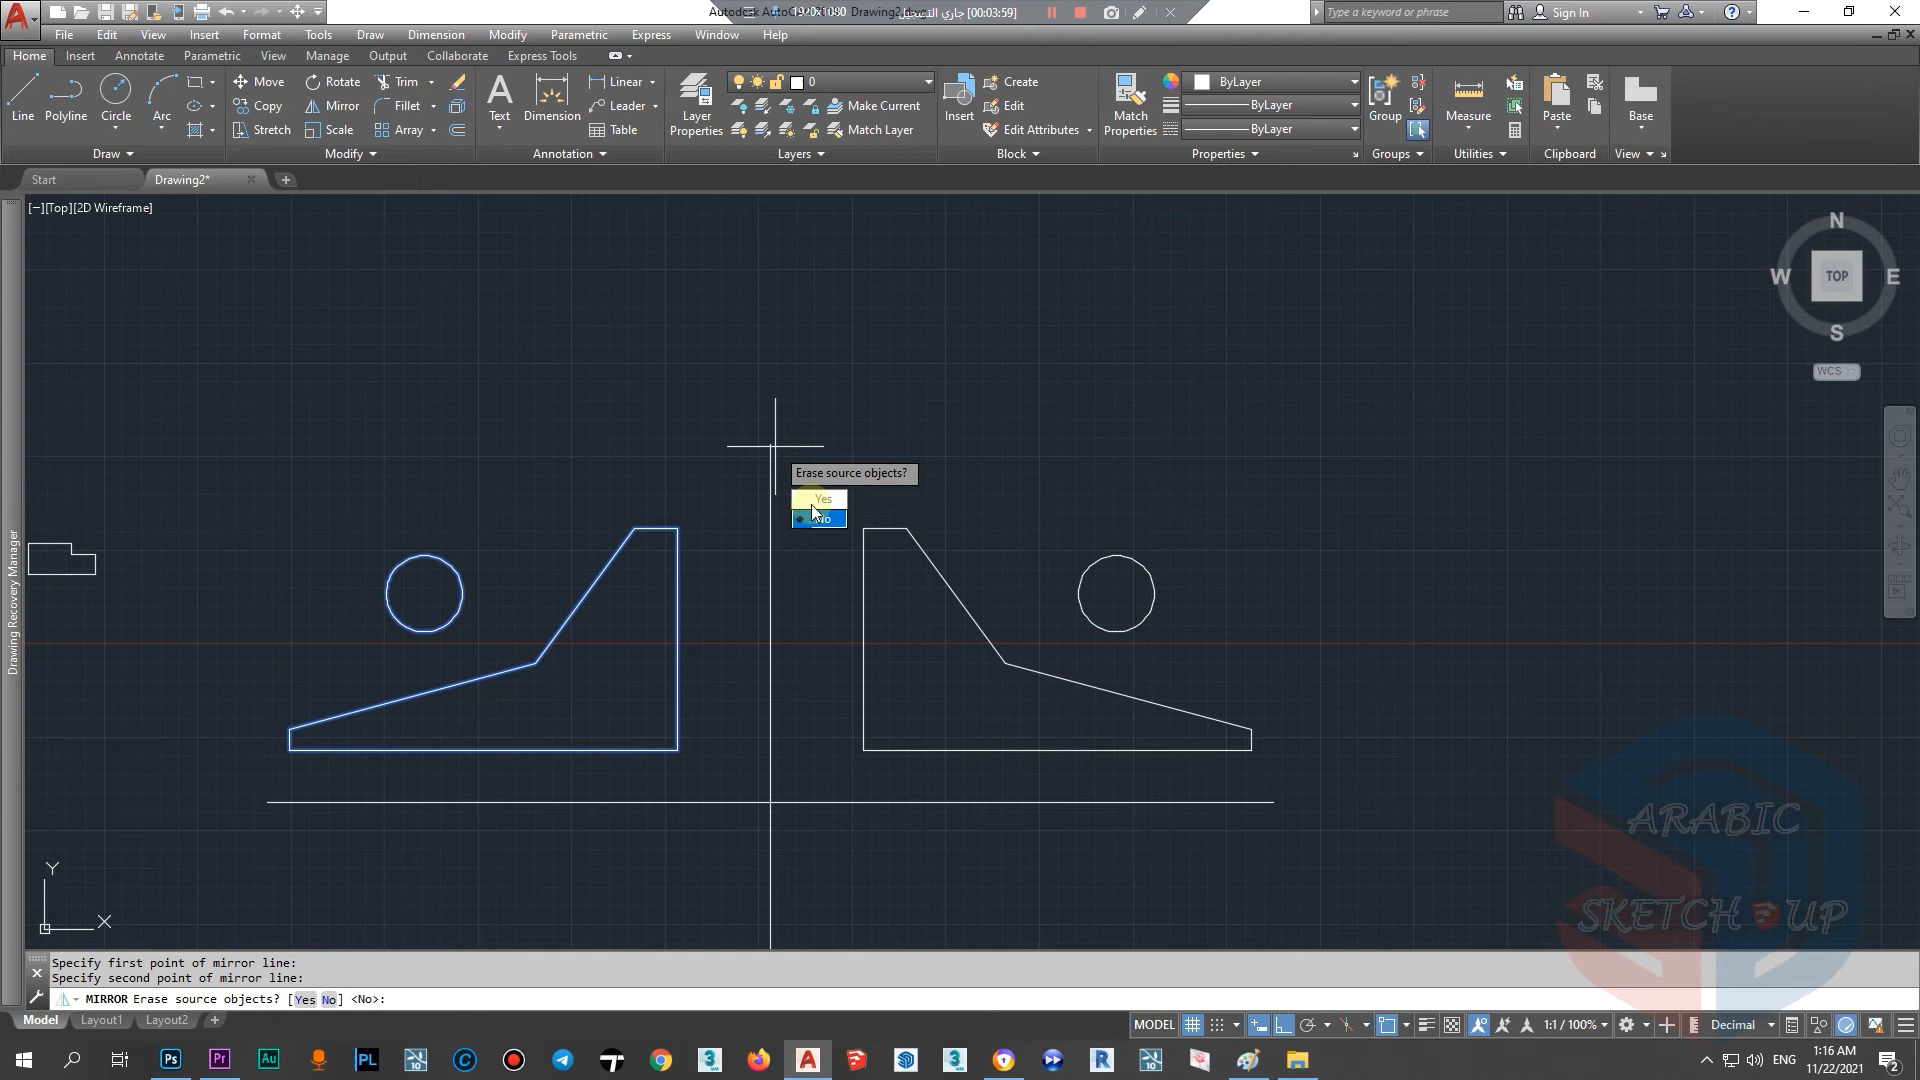 Autodesk Auto
1920x1080
Drawing2.
جاري التسجيل [00:03:59]
Type a keyword or phrase
Sign In
File Edit View Insert Format Tools Draw Dimension Modify Parametric Express Window Help
Home Insert Annotate Parametric View Manage Output Collaborate Express Tools
Line Polyline Circle Arc
Move Rotate Trim
Copy Mirror Fillet
Stretch Scale Array
Text Dimension
Linear
Leader
Table
Layer Properties
0
Make Current
Match Layer
Insert
Create
Edit
Edit Attributes
Match Properties
ByLayer
ByLayer
ByLayer
Group Measure Paste Base
Draw Modify Annotation Layers Block Properties Groups Utilities Clipboard View
Start Drawing2*
[−][Top][2D Wireframe]
N
W TOP E
S
WCS
Erase source objects?
Yes
No
Drawing Recovery Manager
ARABIC
SKETCH UP
Y
X
Specify first point of mirror line:
Specify second point of mirror line:
MIRROR Erase source objects? [Yes No] <No>:
Model Layout1 Layout2
MODEL 1:1 / 100% Decimal
ENG
1:16 AM
11/22/2021
2